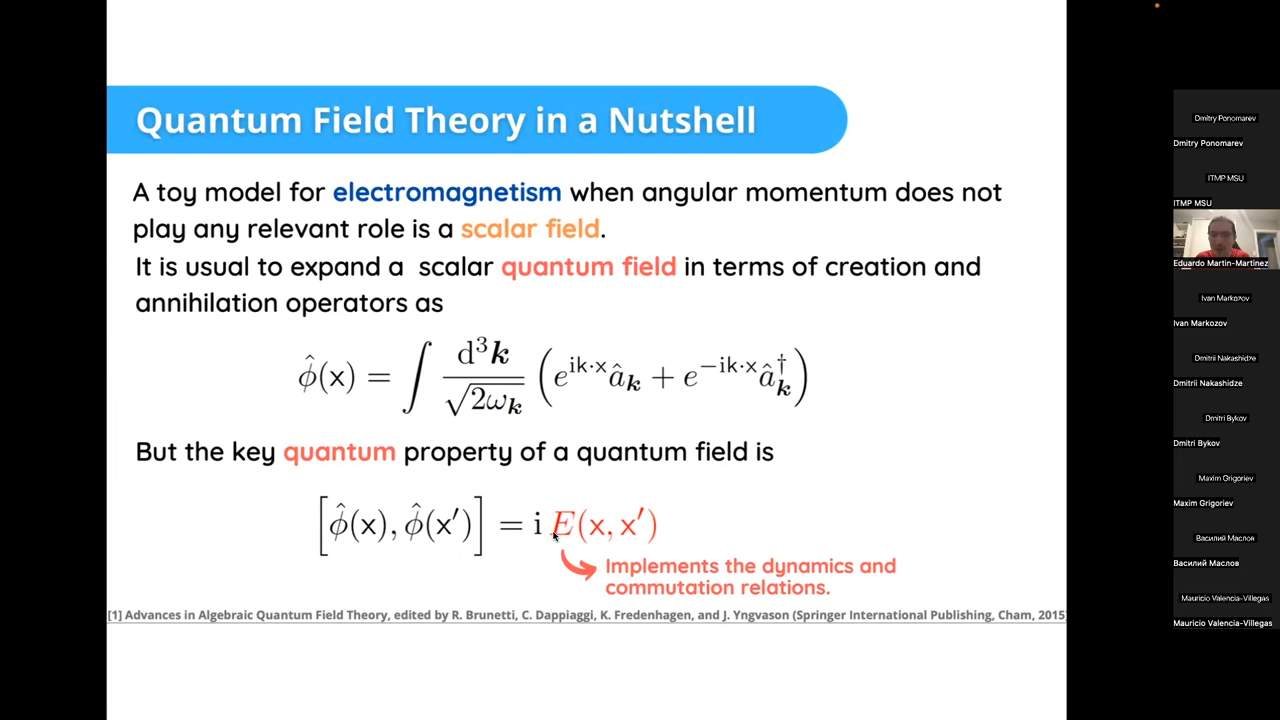 Quantum Field Theory in a Nutshell
A toy model for electromagnetism when angular momentum does not
play any relevant role is a scalar field.
It is usual to expand a scalar quantum field in terms of creation and
annihilation operators as
φ̂(x) = ∫ d³k / √(2ω_k) (e^{ik·x} â_k + e^{−ik·x} â_k^†)
But the key quantum property of a quantum field is
[φ̂(x), φ̂(x′)] = i E(x, x′)
Implements the dynamics and
commutation relations.
[1] Advances in Algebraic Quantum Field Theory, edited by R. Brunetti, C. Dappiaggi, K. Fredenhagen, and J. Yngvason (Springer International Publishing, Cham, 2015)
Dmitry Ponomarev
Dmitry Ponomarev
ITMP MSU
ITMP MSU
Eduardo Martin-Martinez
Ivan Markozov
Ivan Markozov
Dmitrii Nakashidze
Dmitrii Nakashidze
Dmitri Bykov
Dmitri Bykov
Maxim Grigoriev
Maxim Grigoriev
Василий Маслов
Василий Маслов
Mauricio Valencia-Villegas
Mauricio Valencia-Villegas